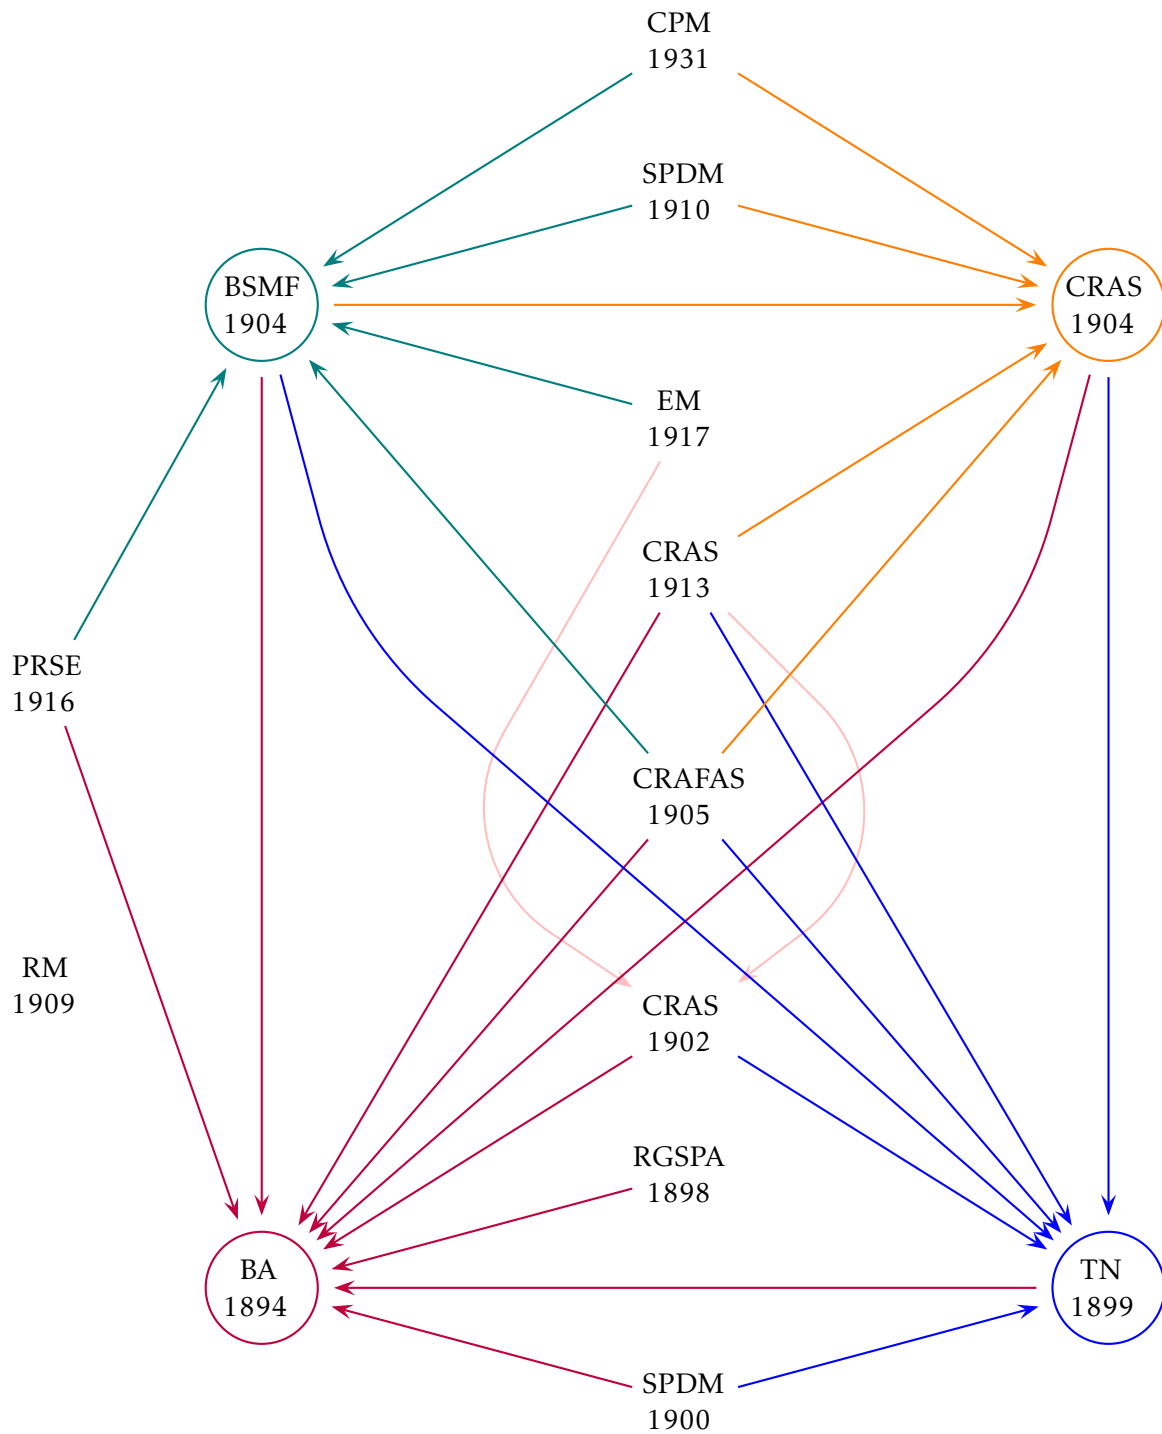 CPM
1931
SPDM
1910
BSMF
1904
CRAS
1904
EM
1917
CRAS
1913
PRSE
1916
CRAFAS
1905
RM
1909
CRAS
1902
RGSPA
1898
BA
1894
TN
1899
SPDM
1900